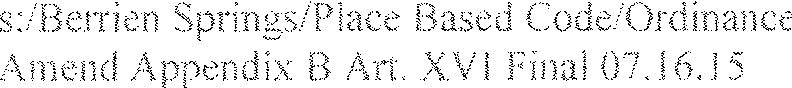 s:/Berrien Springs/Place Based Code/Ordinance
Amend Appendix B Art. XVI Final 07.16.15